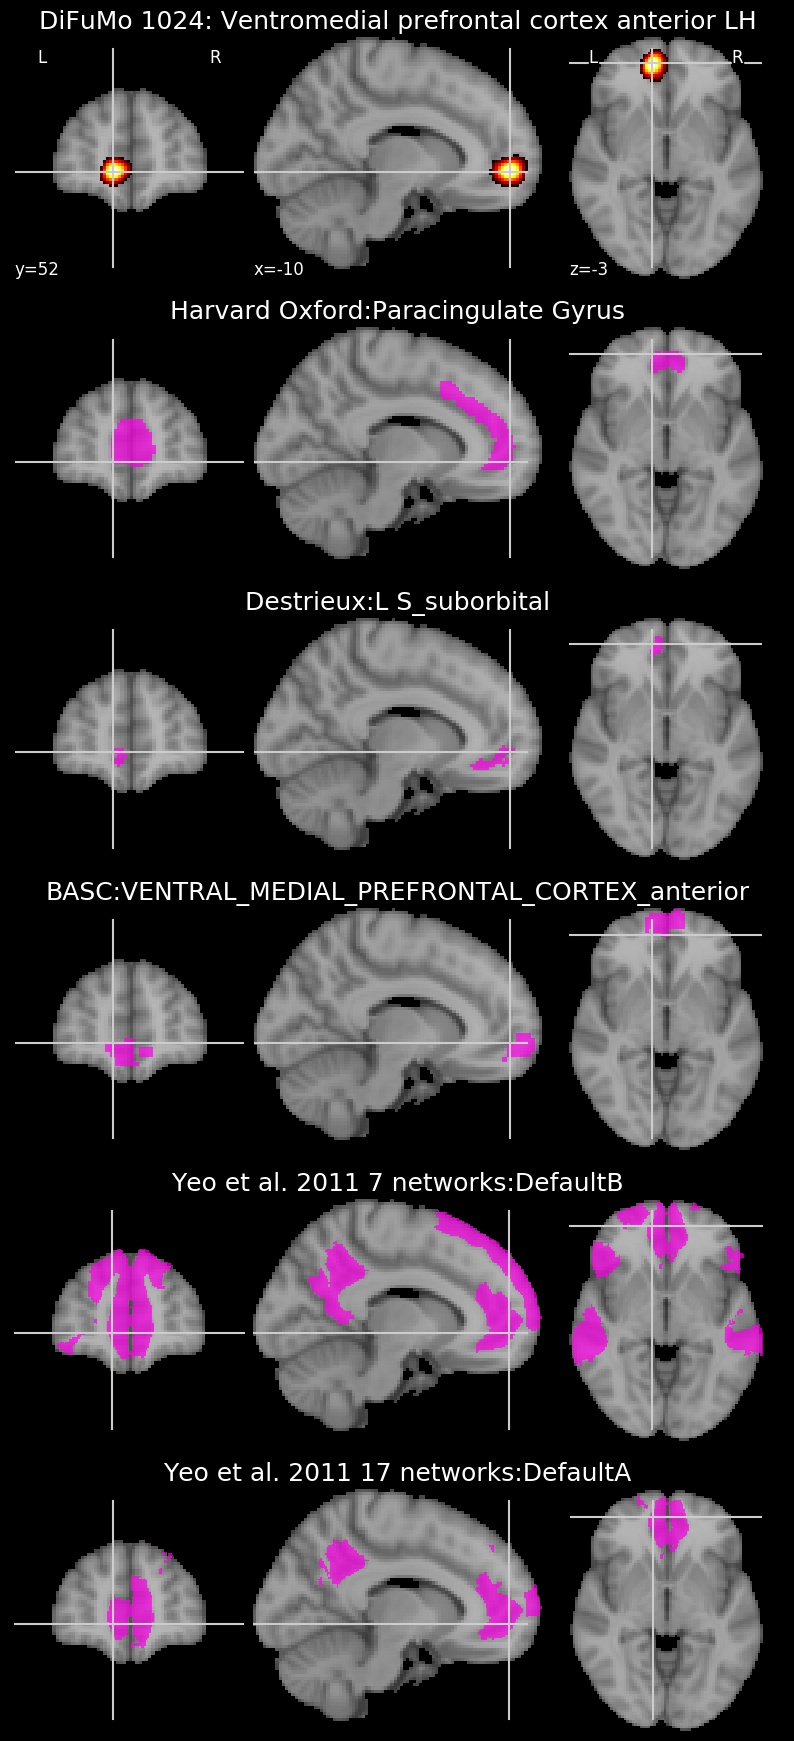 DiFuMo 1024: Ventromedial prefrontal cortex anterior LH
L R L R
y=52 x=-10 z=-3
Harvard Oxford:Paracingulate Gyrus
Destrieux:L S_suborbital
BASC:VENTRAL_MEDIAL_PREFRONTAL_CORTEX_anterior
Yeo et al. 2011 7 networks:DefaultB
Yeo et al. 2011 17 networks:DefaultA